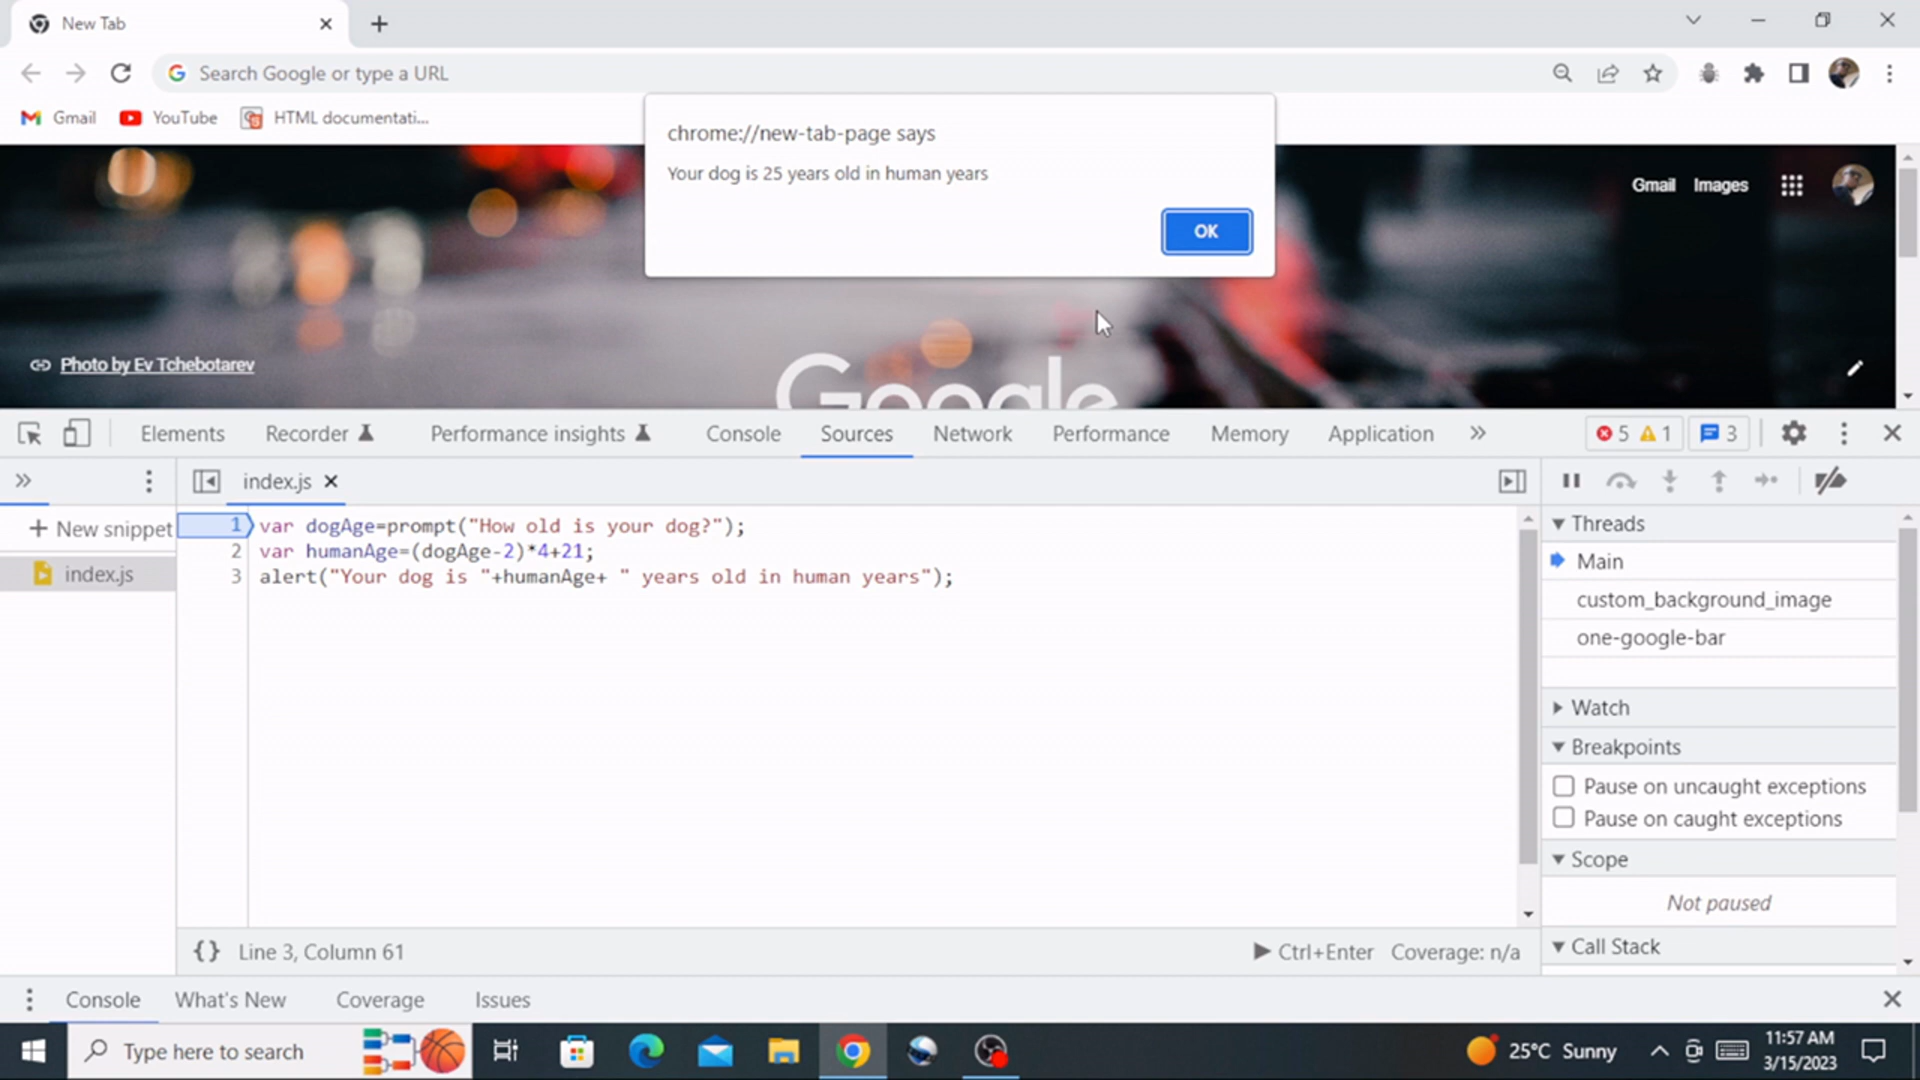 New Tab
Search Google or type a URL
Gmail YouTube HTML documentati...
chrome://new-tab-page says
Your dog is 25 years old in human years
OK
Gmail Images
Photo by Ev Tchebotarev
Google
Elements Recorder Performance insights Console Sources Network Performance Memory Application 5 1 3
index.js
New snippet
index.js
1 var dogAge=prompt("How old is your dog?");
2 var humanAge=(dogAge-2)*4+21;
3 alert("Your dog is "+humanAge+ " years old in human years");
Threads
Main
custom_background_image
one-google-bar
Watch
Breakpoints
Pause on uncaught exceptions
Pause on caught exceptions
Scope
Not paused
Call Stack
{} Line 3, Column 61 Ctrl+Enter Coverage: n/a
Console What's New Coverage Issues
Type here to search
25°C Sunny
11:57 AM
3/15/2023